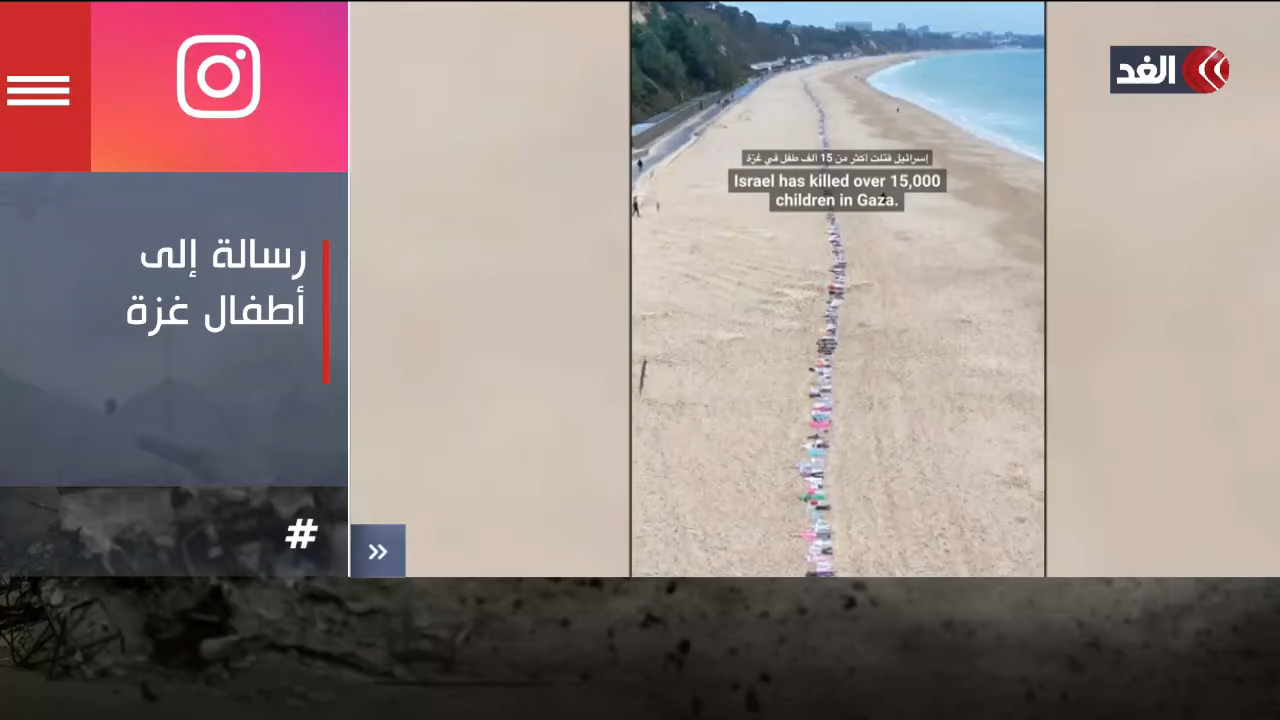 الغد
إسرائيل قتلت أكثر من 15 ألف طفل في غزة
Israel has killed over 15,000
children in Gaza.
رسالة إلى
أطفال غزة
#